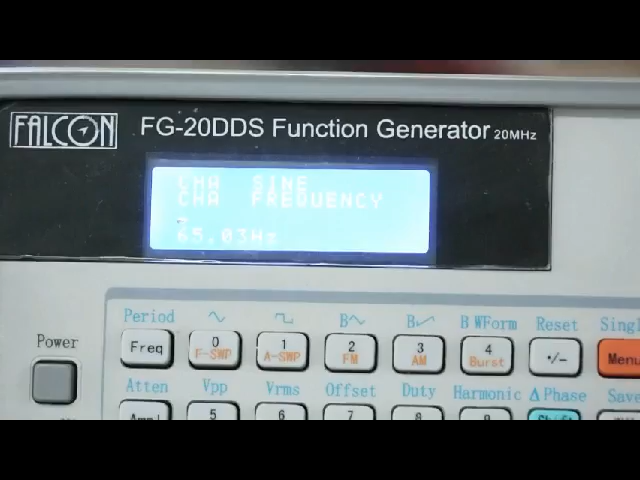 FALCON FG-20DDS Function Generator 20MHz
CHA SINE
CHA FREQUENCY
65.03Hz
Period
Freq 0 1 2 3 4 +/-
F-SWP A-SWP FM AM Burst
B B B WForm Reset
Power
Atten Vpp Vrms Offset Duty Harmonic Δ Phase Save
5 6 7 8 9 Shift